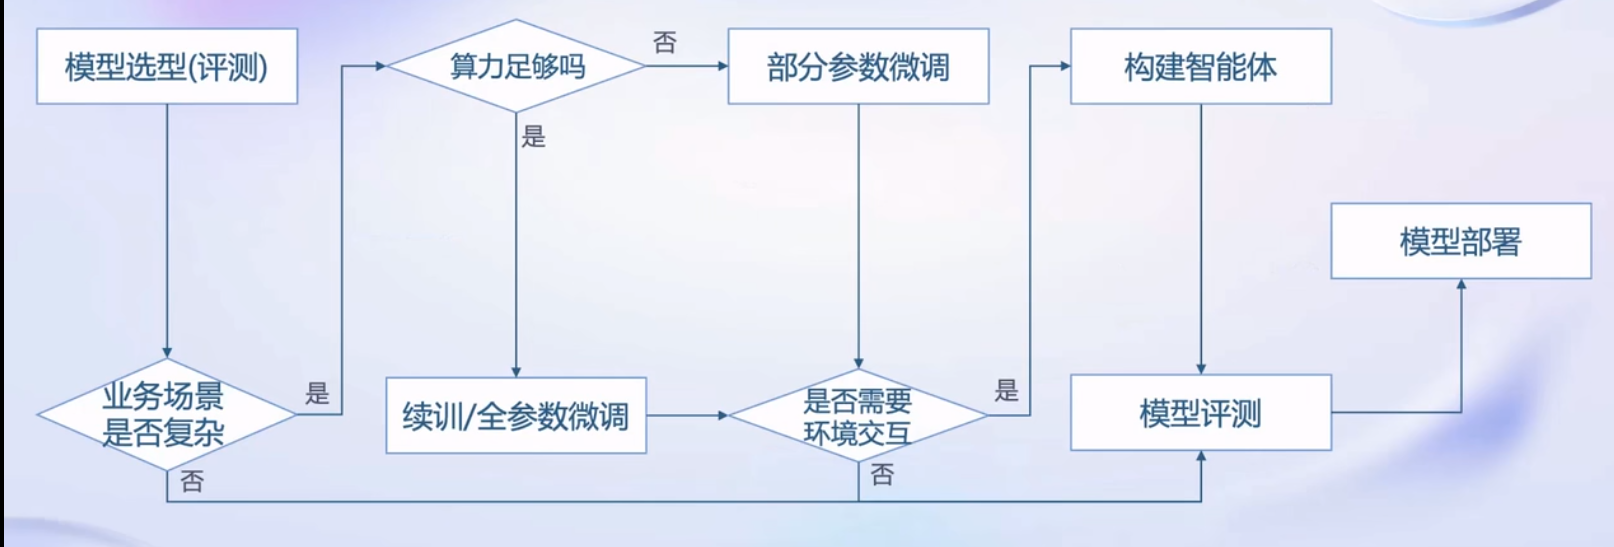 模型选型(评测)
算力足够吗
否
部分参数微调
构建智能体
是
模型部署
业务场景
是否复杂
是
续训/全参数微调
是否需要
环境交互
是
模型评测
否
否